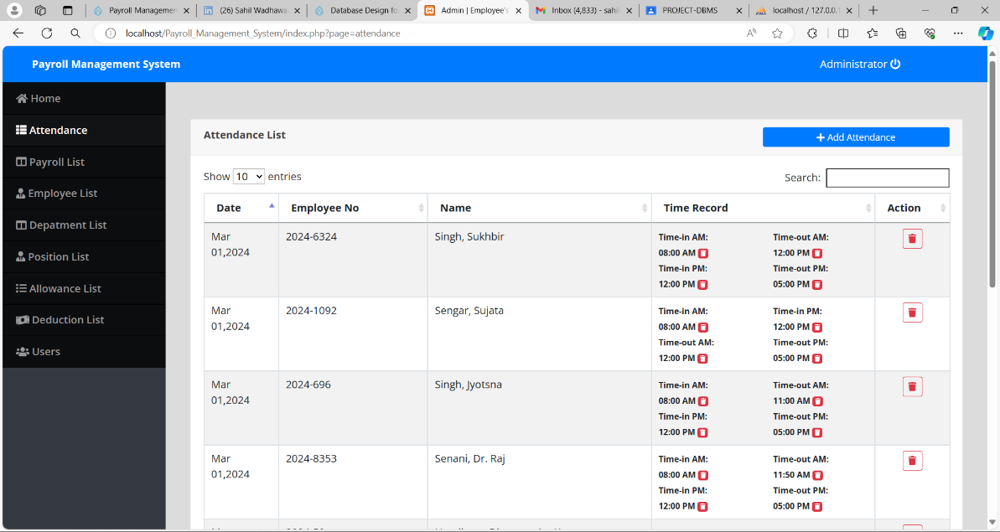 Payroll Managemen
(26) Sahil Wadhawa
Database Design fo
Admin | Employee's
Inbox (4,833) - sahi
PROJECT-DBMS
localhost / 127.0.0.1
localhost/Payroll_Management_System/index.php?page=attendance
Payroll Management System
Administrator
Home
Attendance
Payroll List
Employee List
Depatment List
Position List
Allowance List
Deduction List
Users
Attendance List
Add Attendance
Show 10 entries
Search:
Date Employee No Name Time Record Action
Mar 01,2024 2024-6324 Singh, Sukhbir
Time-in AM: Time-out AM:
08:00 AM 12:00 PM
Time-in PM: Time-out PM:
12:00 PM 05:00 PM
Mar 01,2024 2024-1092 Sengar, Sujata
Time-in AM: Time-in PM:
08:00 AM 12:00 PM
Time-out AM: Time-out PM:
12:00 PM 05:00 PM
Mar 01,2024 2024-696 Singh, Jyotsna
Time-in AM: Time-out AM:
08:00 AM 11:00 AM
Time-in PM: Time-out PM:
12:00 PM 05:00 PM
Mar 01,2024 2024-8353 Senani, Dr. Raj
Time-in AM: Time-out AM:
08:00 AM 11:50 AM
Time-in PM: Time-out PM:
12:00 PM 05:00 PM